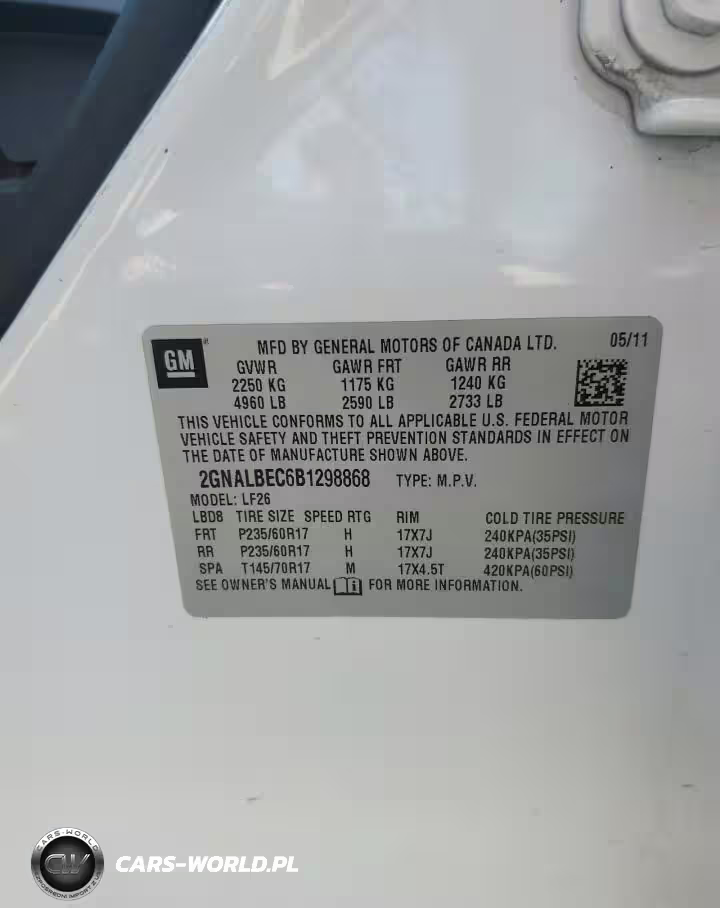 GM
MFD BY GENERAL MOTORS OF CANADA LTD. 05/11
GVWR GAWR FRT GAWR RR
2250 KG 1175 KG 1240 KG
4960 LB 2590 LB 2733 LB
THIS VEHICLE CONFORMS TO ALL APPLICABLE U.S. FEDERAL MOTOR
VEHICLE SAFETY AND THEFT PREVENTION STANDARDS IN EFFECT ON
THE DATE OF MANUFACTURE SHOWN ABOVE.
2GNALBEC6B1298868 TYPE: M.P.V.
MODEL: LF26
LBD8 TIRE SIZE SPEED RTG RIM COLD TIRE PRESSURE
FRT P235/60R17 H 17X7J 240KPA(35PSI)
RR P235/60R17 H 17X7J 240KPA(35PSI)
SPA T145/70R17 M 17X4.5T 420KPA(60PSI)
SEE OWNER'S MANUAL i FOR MORE INFORMATION.
CARS-WORLD
CW
CARS-WORLD.PL